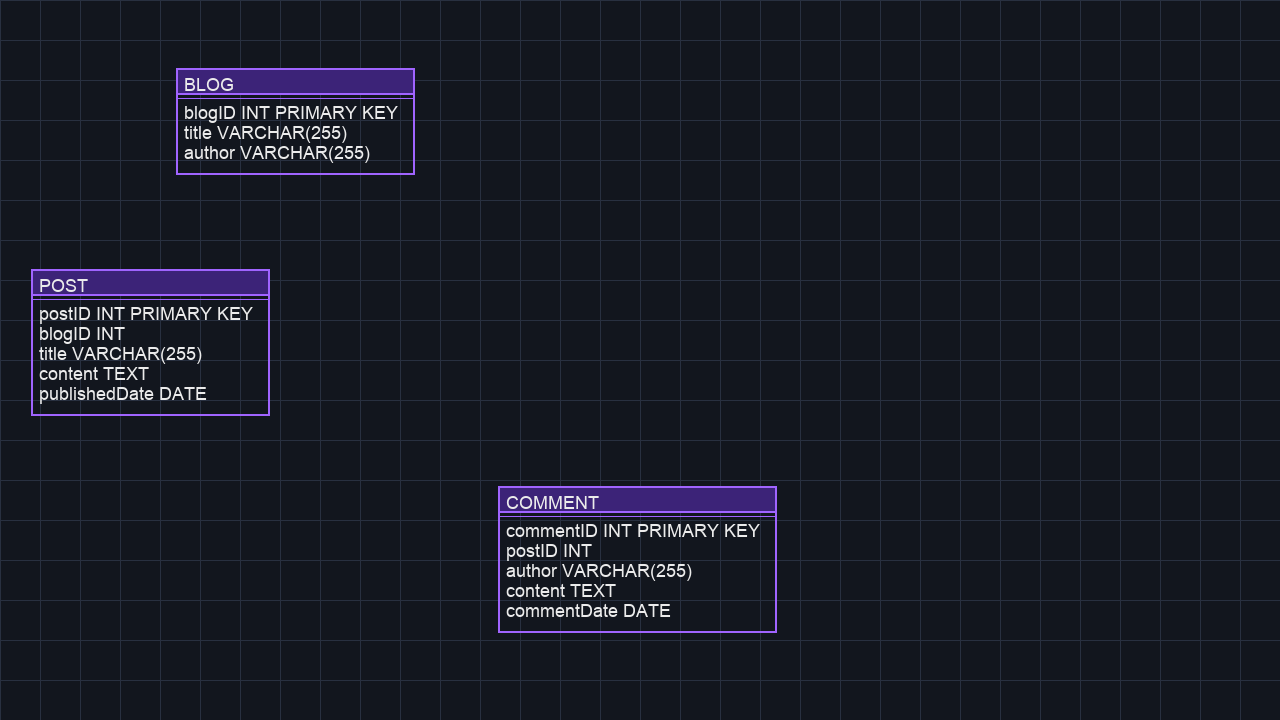 BLOG
blogID INT PRIMARY KEY
title VARCHAR(255)
author VARCHAR(255)
POST
postID INT PRIMARY KEY
blogID INT
title VARCHAR(255)
content TEXT
publishedDate DATE
COMMENT
commentID INT PRIMARY KEY
postID INT
author VARCHAR(255)
content TEXT
commentDate DATE